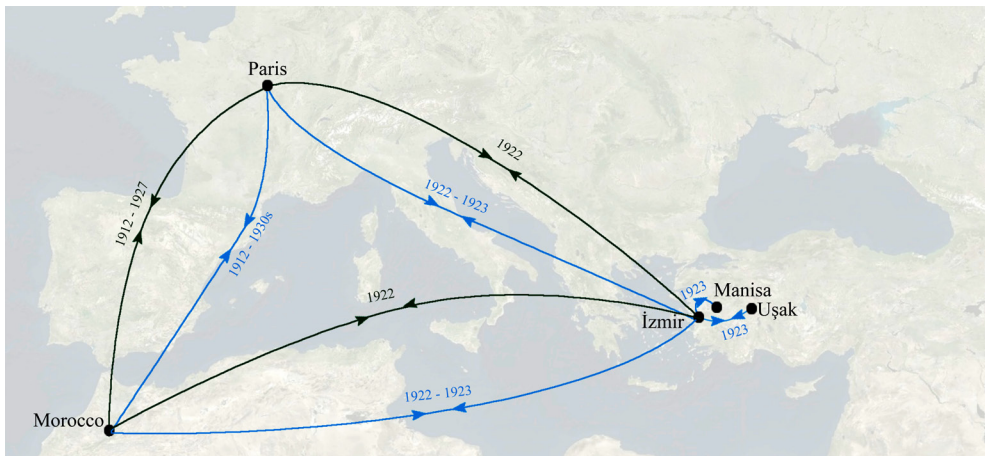 Paris
1922
1912 - 1927
1922 - 1923
1912 - 1930s
1923
Manisa
1922
İzmir
Uşak
1923
1922 - 1923
Morocco